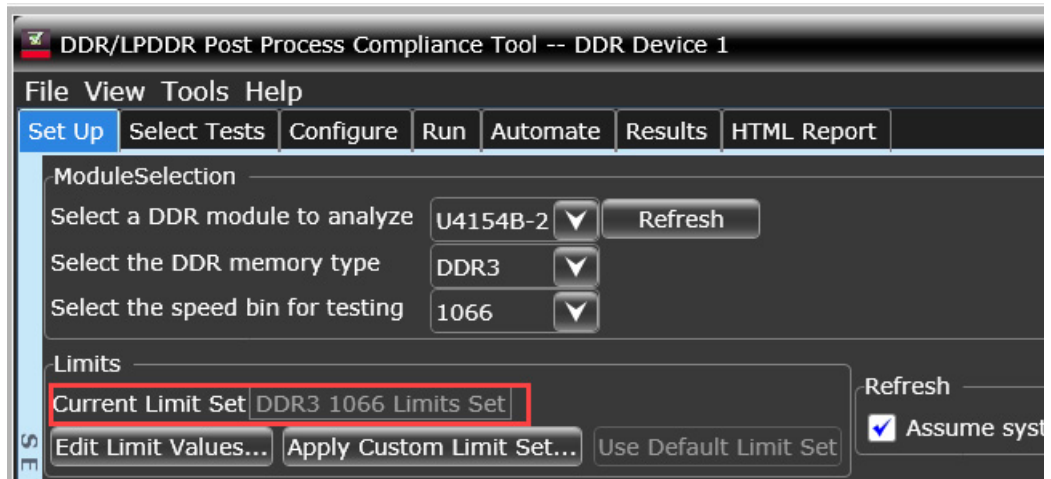 DDR/LPDDR Post Process Compliance Tool -- DDR Device 1
File View Tools Help
Set Up Select Tests Configure Run Automate Results HTML Report
ModuleSelection
Select a DDR module to analyze U4154B-2 Refresh
Select the DDR memory type DDR3
Select the speed bin for testing 1066
Limits
Current Limit Set DDR3 1066 Limits Set
Refresh
Assume syst
Edit Limit Values... Apply Custom Limit Set... Use Default Limit Set
S E